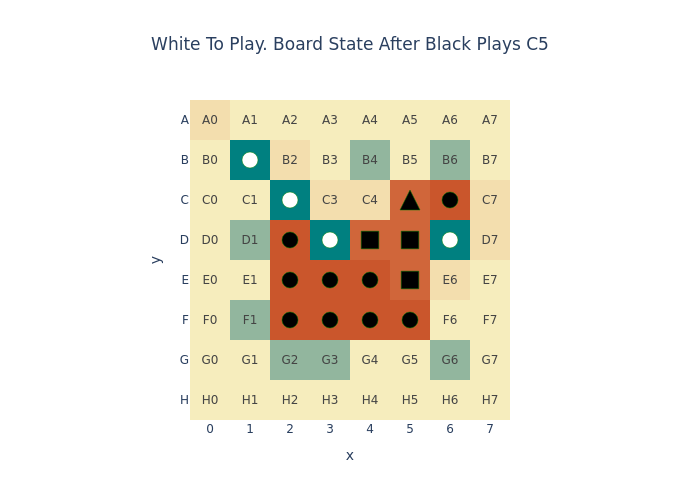 White To Play. Board State After Black Plays C5
A A0 A1 A2 A3 A4 A5 A6 A7
B B0 B2 B3 B4 B5 B6 B7
C C0 C1 C3 C4 C7
D D0 D1 D7
E E0 E1 E6 E7
F F0 F1 F6 F7
G G0 G1 G2 G3 G4 G5 G6 G7
H H0 H1 H2 H3 H4 H5 H6 H7
0 1 2 3 4 5 6 7
x
y